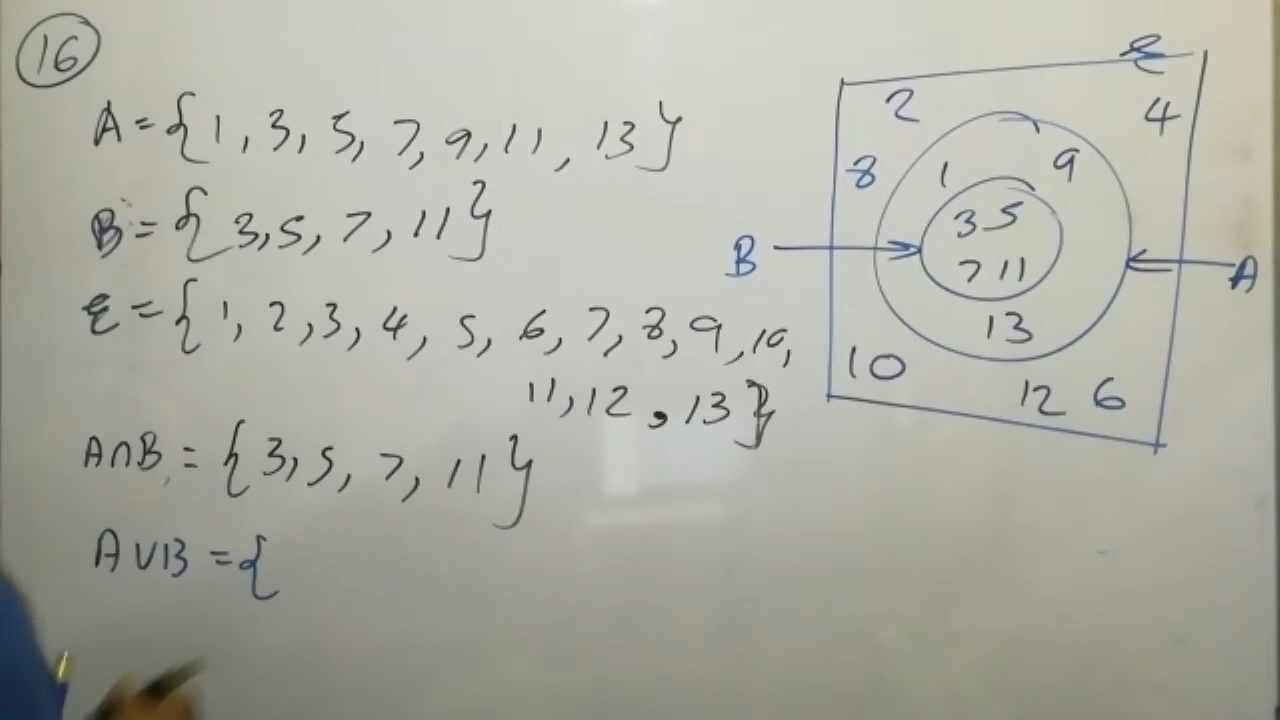 16
A = {1, 3, 5, 7, 9, 11, 13}
B = {3, 5, 7, 11}
ξ = {1, 2, 3, 4, 5, 6, 7, 8, 9, 10,
11, 12, 13}
A∩B = {3, 5, 7, 11}
A∪B = {
ξ
2 4
8 1 9
3 5
B A
7 11
13
10 12 6